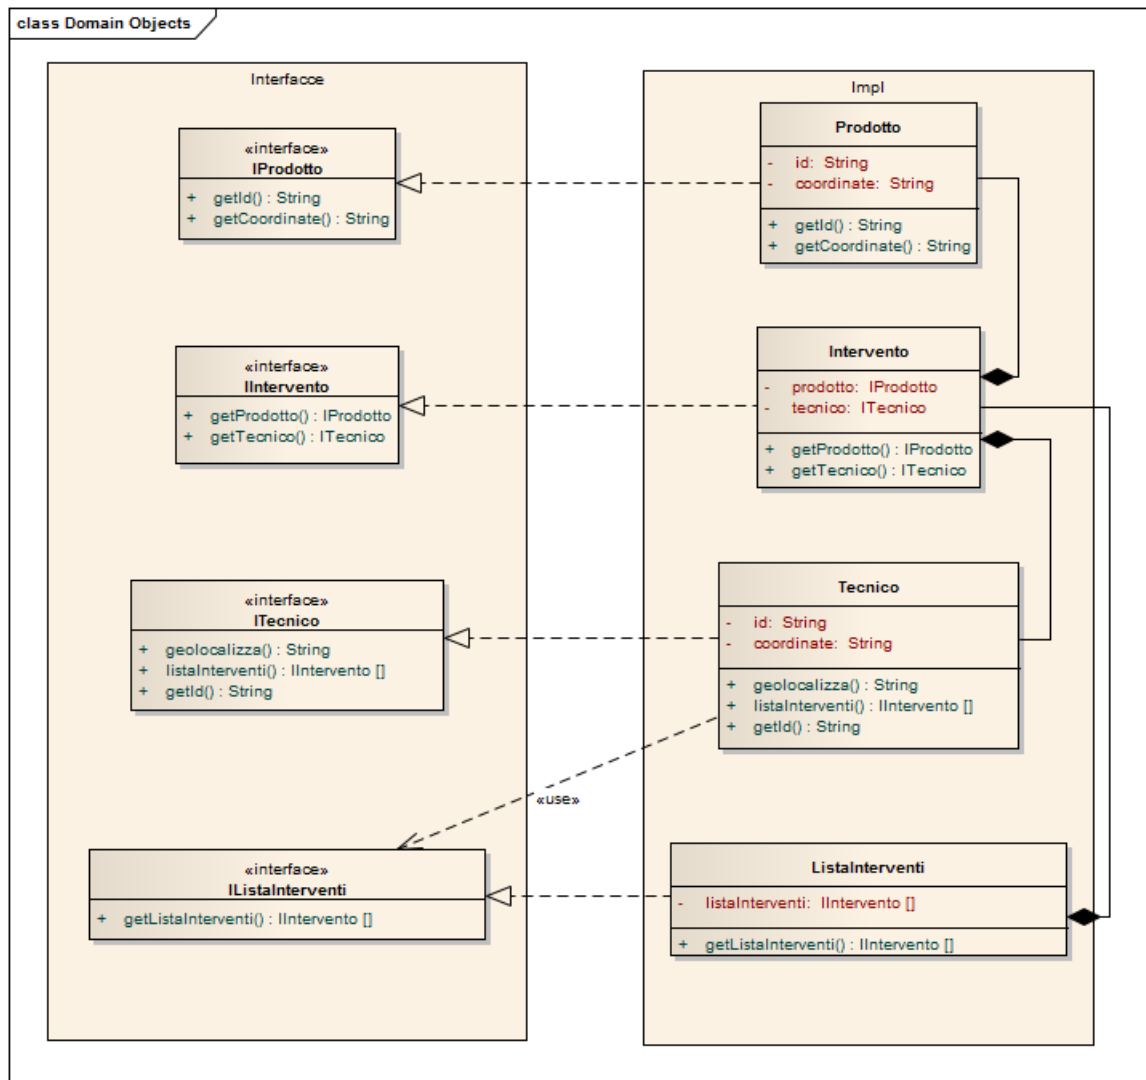 class Domain Objects
Interfacce
«interface»
IProdotto
+ getId() : String
+ getCoordinate() : String
«interface»
IIntervento
+ getProdotto() : IProdotto
+ getTecnico() : ITecnico
«interface»
ITecnico
+ geolocalizza() : String
+ listaInterventi() : IIntervento []
+ getId() : String
«interface»
IListaInterventi
+ getListaInterventi() : IIntervento []
«use»
Impl
Prodotto
- id: String
- coordinate: String
+ getId() : String
+ getCoordinate() : String
Intervento
- prodotto: IProdotto
- tecnico: ITecnico
+ getProdotto() : IProdotto
+ getTecnico() : ITecnico
Tecnico
- id: String
- coordinate: String
+ geolocalizza() : String
+ listaInterventi() : IIntervento []
+ getId() : String
ListaInterventi
- listaInterventi: IIntervento []
+ getListaInterventi() : IIntervento []